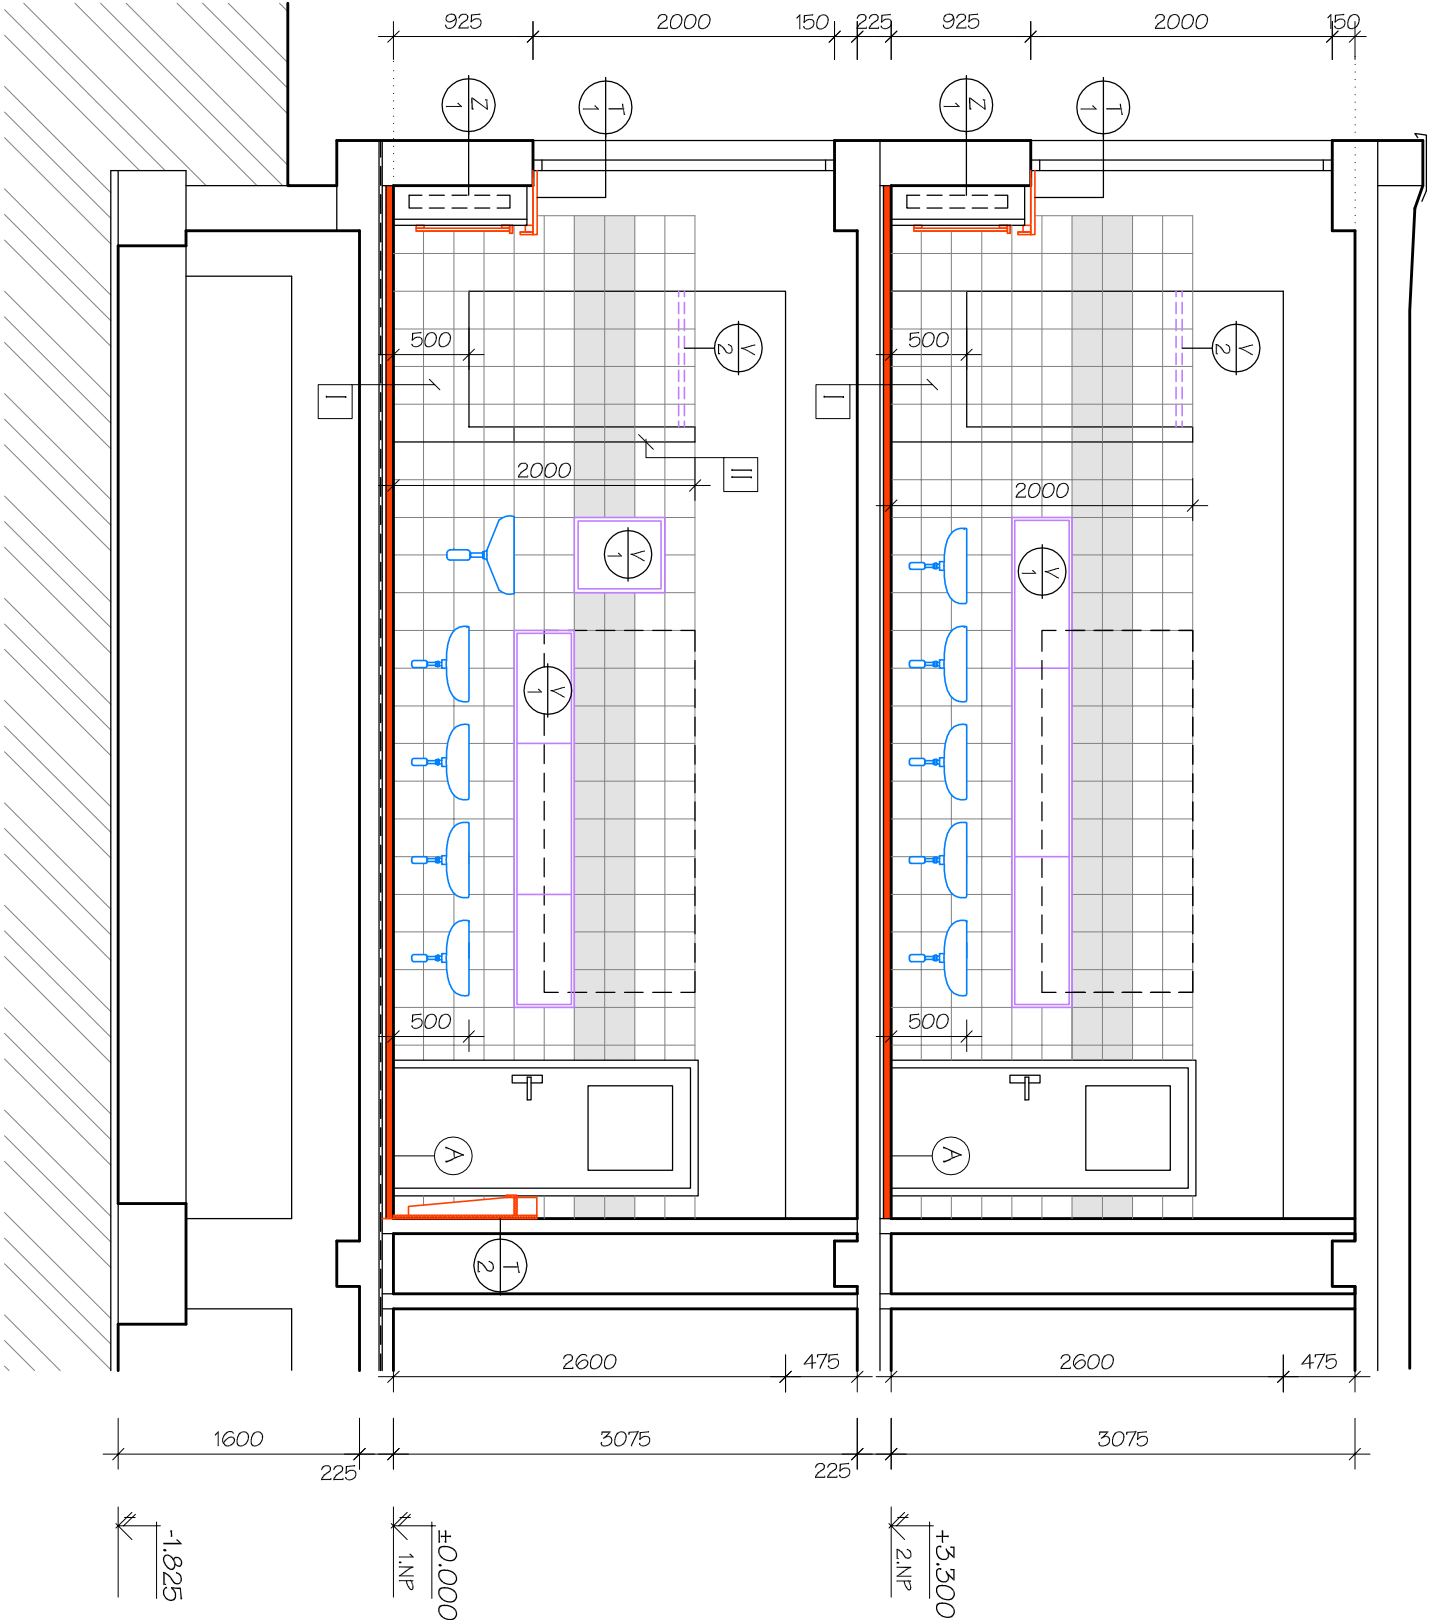 925 2000 150 225 925 2000 150
Z 1 T 1 Z 1 T 1
500 V 2 500 V 2
I I
2000 II 2000
V 1 V 1
V 1
500 500
A A
T 2
2600 475 2600 475
1600 3075 3075
225 225
-1.825 ±0.000 1.NP +3.300 2.NP